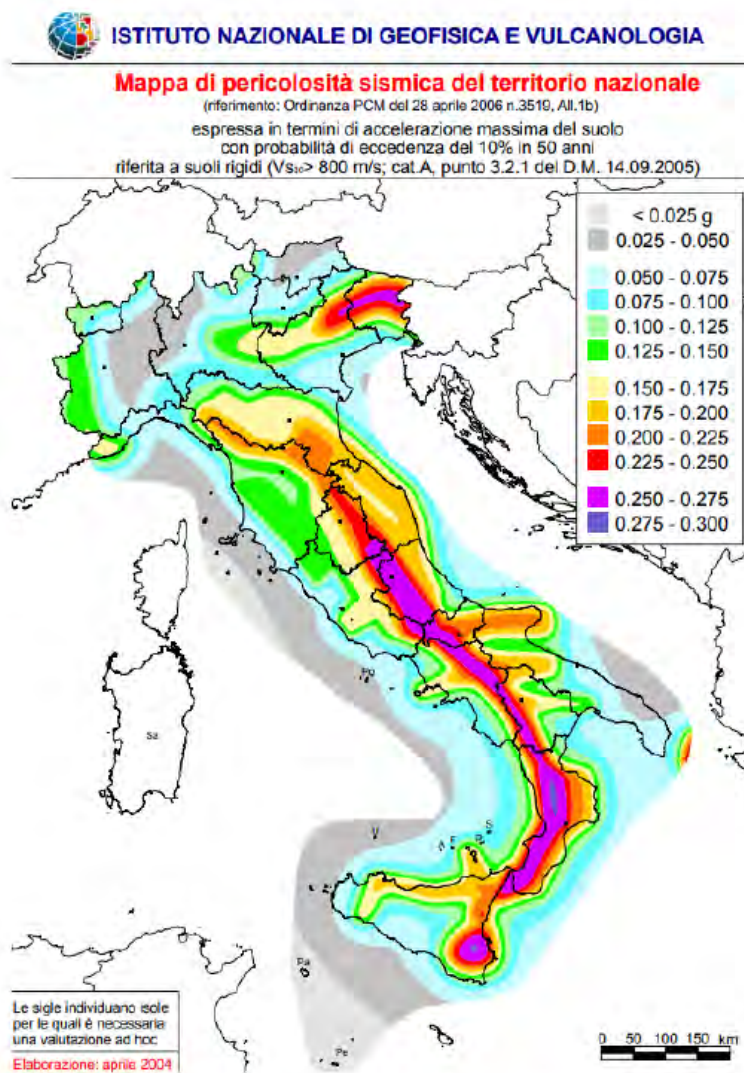 ISTITUTO NAZIONALE DI GEOFISICA E VULCANOLOGIA
Mappa di pericolosità sismica del territorio nazionale
(riferimento: Ordinanza PCM del 28 aprile 2006 n.3519, All.1b)
espressa in termini di accelerazione massima del suolo
con probabilità di eccedenza del 10% in 50 anni
riferita a suoli rigidi (Vs₃₀> 800 m/s; cat.A, punto 3.2.1 del D.M. 14.09.2005)
< 0.025 g
0.025 - 0.050
0.050 - 0.075
0.075 - 0.100
0.100 - 0.125
0.125 - 0.150
0.150 - 0.175
0.175 - 0.200
0.200 - 0.225
0.225 - 0.250
0.250 - 0.275
0.275 - 0.300
Po
Sa
U
S
A
F
P
Pa
Pe
Le sigle individuano isole
per le quali è necessaria
una valutazione ad hoc
Elaborazione: aprile 2004
0 50 100 150 km